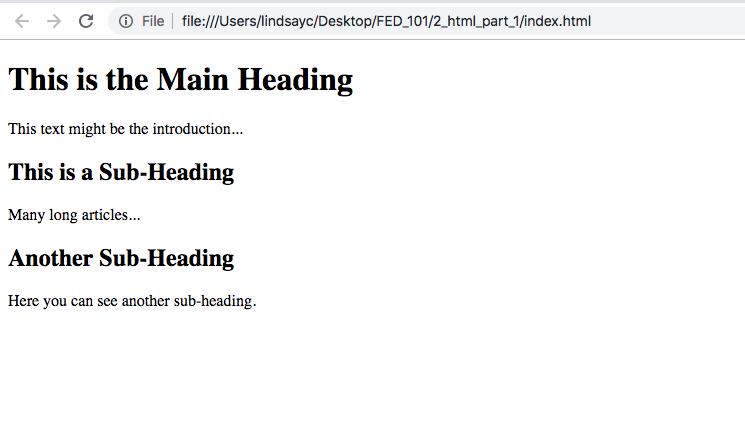 File file:///Users/lindsayc/Desktop/FED_101/2_html_part_1/index.html
This is the Main Heading
This text might be the introduction...
This is a Sub-Heading
Many long articles...
Another Sub-Heading
Here you can see another sub-heading.